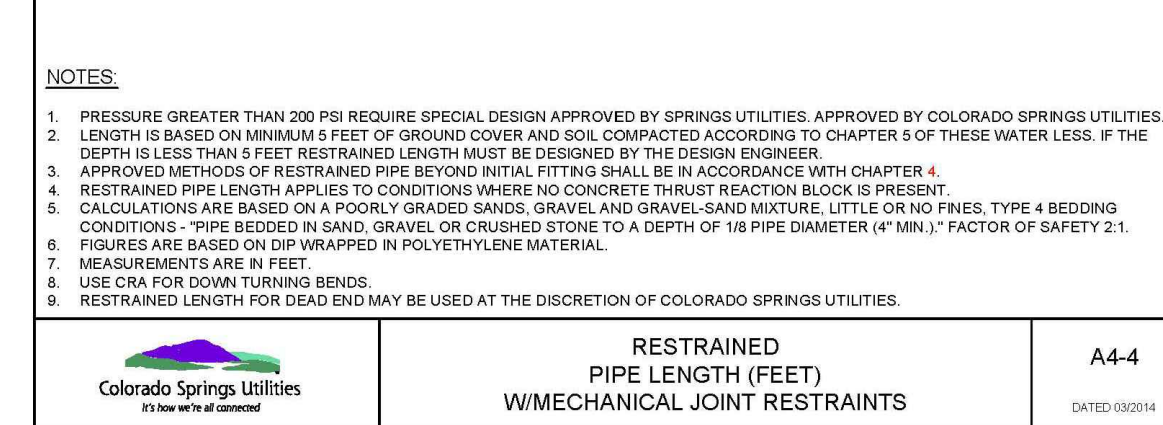 NOTES:
1. PRESSURE GREATER THAN 200 PSI REQUIRE SPECIAL DESIGN APPROVED BY SPRINGS UTILITIES. APPROVED BY COLORADO SPRINGS UTILITIES.
2. LENGTH IS BASED ON MINIMUM 5 FEET OF GROUND COVER AND SOIL COMPACTED ACCORDING TO CHAPTER 5 OF THESE WATER LESS. IF THE
DEPTH IS LESS THAN 5 FEET RESTRAINED LENGTH MUST BE DESIGNED BY THE DESIGN ENGINEER.
3. APPROVED METHODS OF RESTRAINED PIPE BEYOND INITIAL FITTING SHALL BE IN ACCORDANCE WITH CHAPTER 4.
4. RESTRAINED PIPE LENGTH APPLIES TO CONDITIONS WHERE NO CONCRETE THRUST REACTION BLOCK IS PRESENT.
5. CALCULATIONS ARE BASED ON A POORLY GRADED SANDS, GRAVEL AND GRAVEL-SAND MIXTURE, LITTLE OR NO FINES, TYPE 4 BEDDING
CONDITIONS - "PIPE BEDDED IN SAND, GRAVEL OR CRUSHED STONE TO A DEPTH OF 1/8 PIPE DIAMETER (4" MIN.)." FACTOR OF SAFETY 2:1.
6. FIGURES ARE BASED ON DIP WRAPPED IN POLYETHYLENE MATERIAL.
7. MEASUREMENTS ARE IN FEET.
8. USE CRA FOR DOWN TURNING BENDS.
9. RESTRAINED LENGTH FOR DEAD END MAY BE USED AT THE DISCRETION OF COLORADO SPRINGS UTILITIES.
Colorado Springs Utilities
It's how we're all connected
RESTRAINED
PIPE LENGTH (FEET)
W/MECHANICAL JOINT RESTRAINTS
A4-4
DATED 03/2014